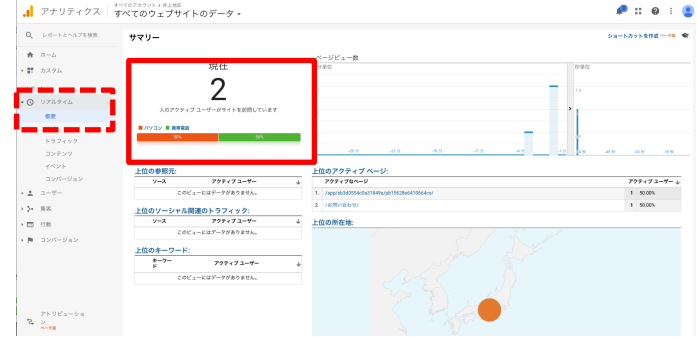 アナリティクス
すべてのアカウント > 井上地図
すべてのウェブサイトのデータ
レポートとヘルプを検索
ホーム
カスタム
リアルタイム
概要
トラフィック
コンテンツ
イベント
コンバージョン
ユーザー
集客
行動
コンバージョン
アトリビューショ
ン
ベータ版
サマリー
ショートカットを作成 ベータ版
現在
2
人のアクティブ ユーザーがサイトを訪問しています
パソコン 携帯電話
50% 50%
ページビュー数
分単位
秒単位
上位の参照元:
ソース アクティブ ユーザー
このビューにはデータがありません。
上位のソーシャル関連のトラフィック:
ソース アクティブ ユーザー
このビューにはデータがありません。
上位のキーワード:
キーワー
ド
アクティブ ユーザー
このビューにはデータがありません。
上位のアクティブ ページ:
アクティブなページ アクティブ ユーザー
1. 1 50.00%
2. /お問い合わせ/ 1 50.00%
上位の所在地: